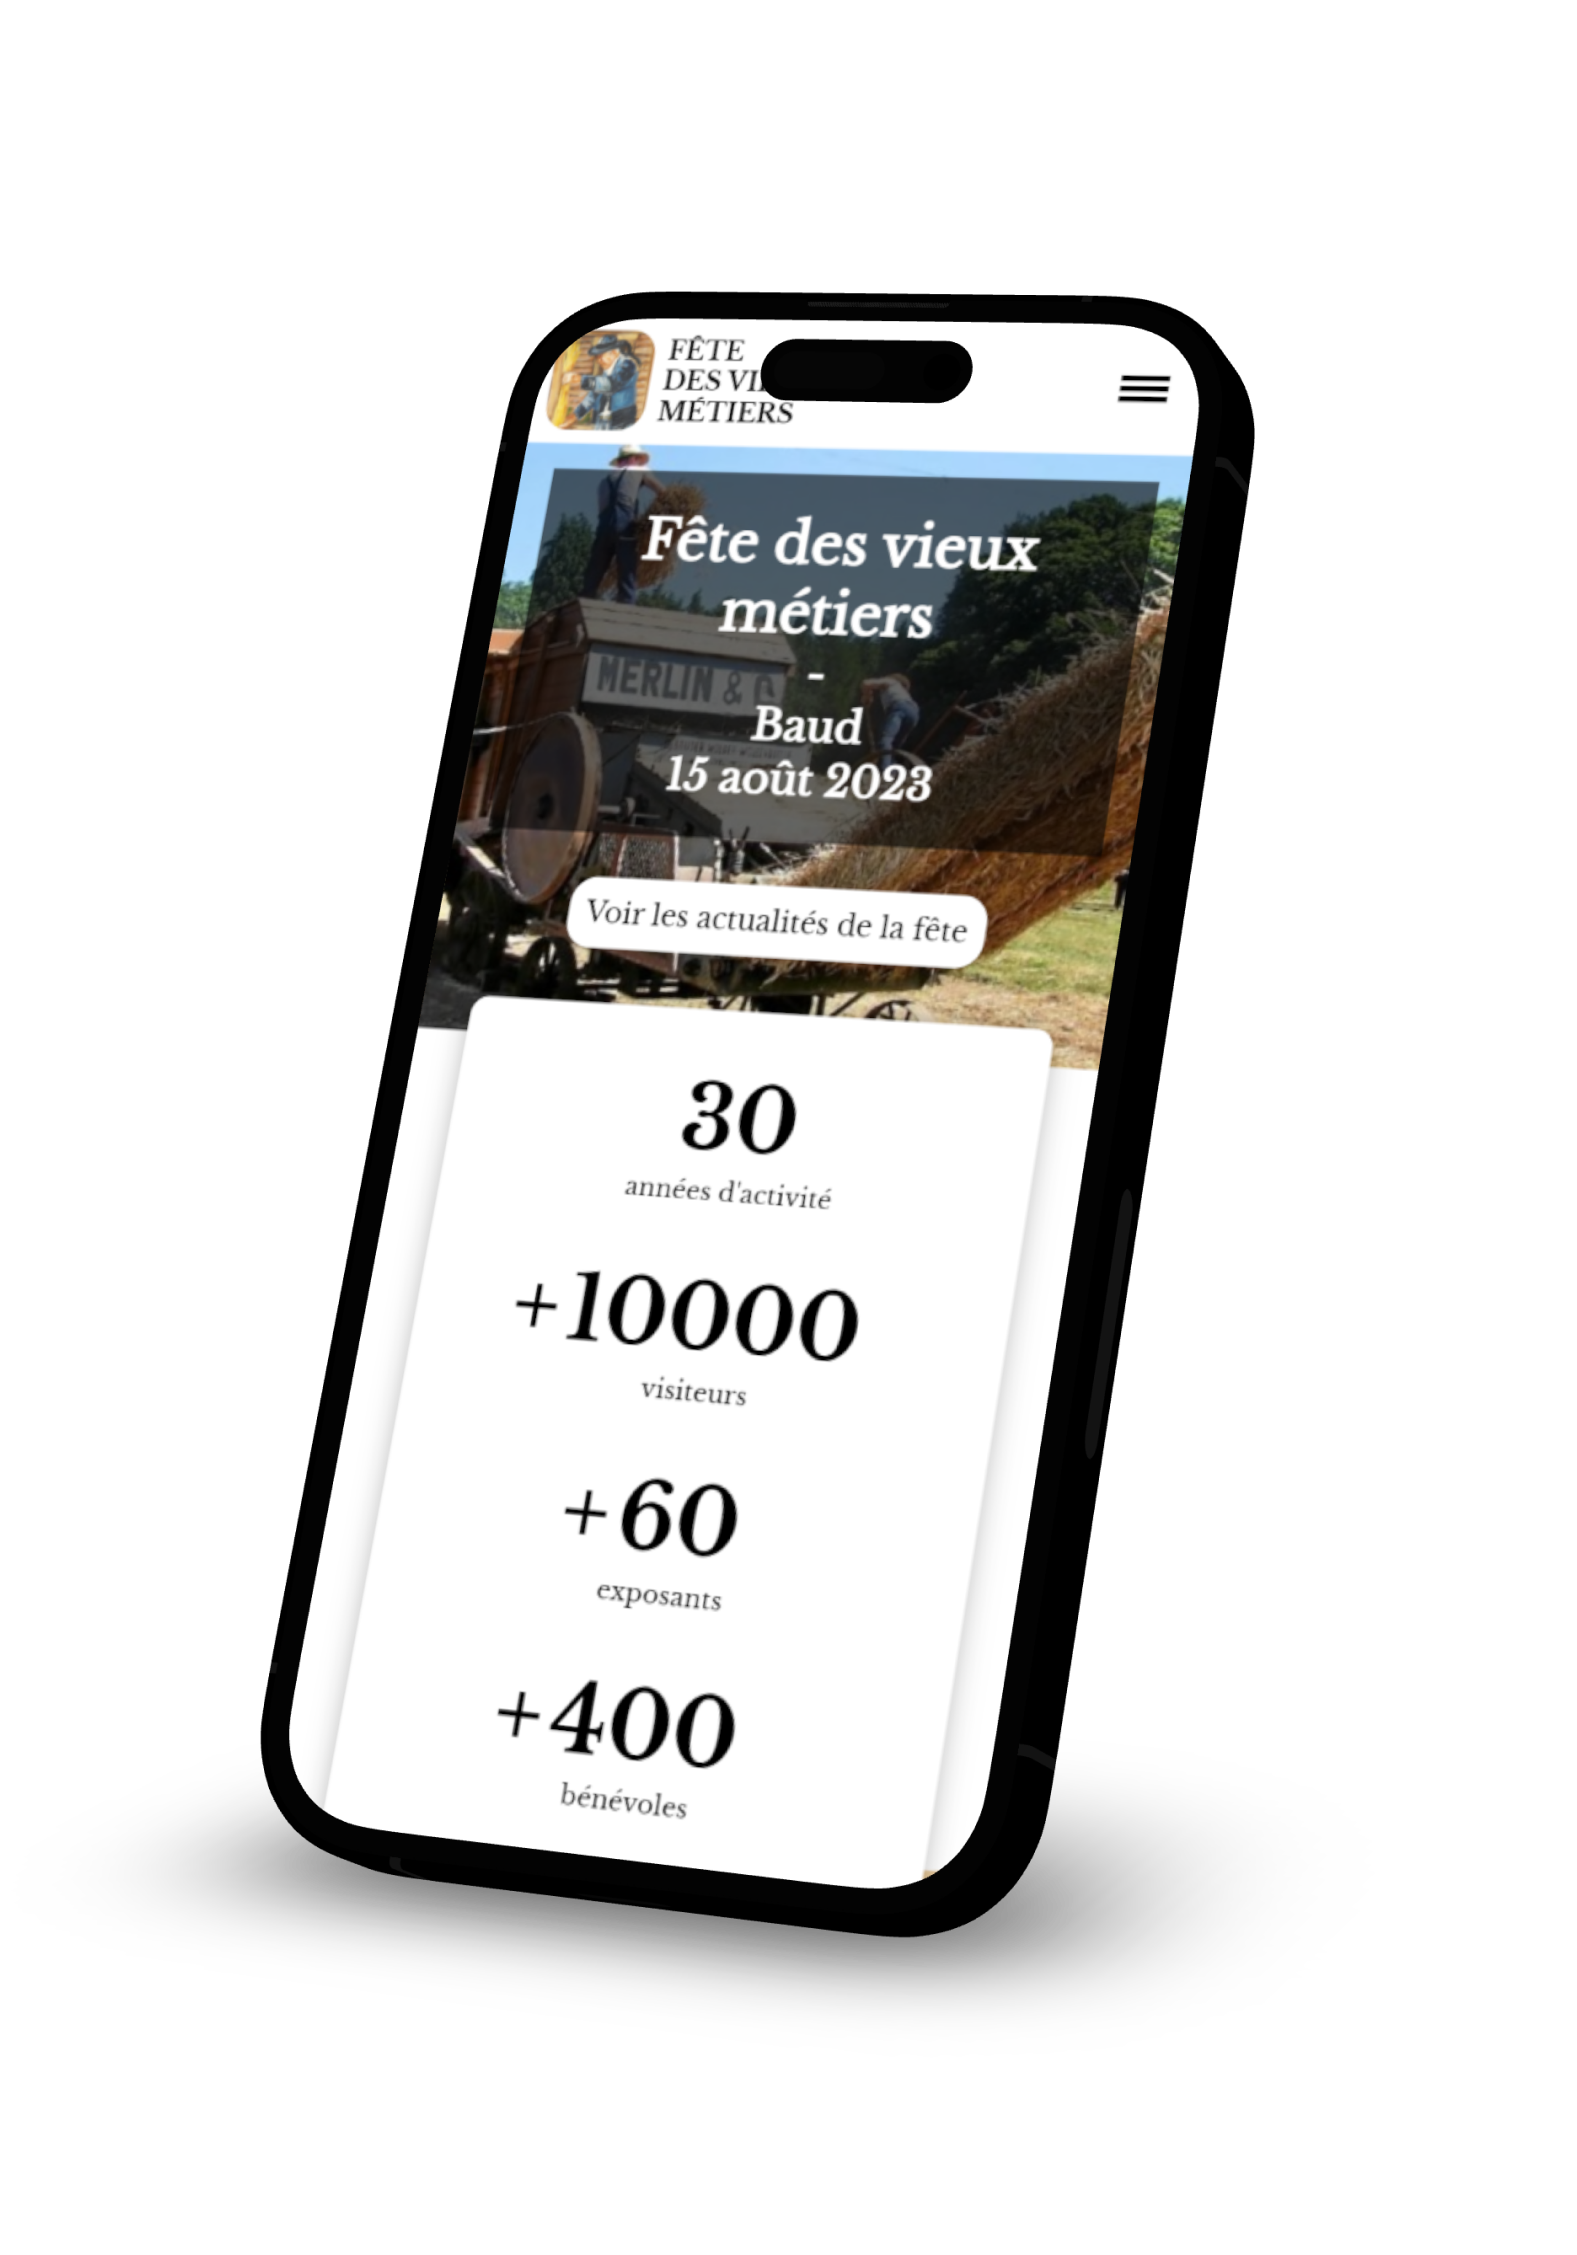 FÊTE
DES VI
MÉTIERS
Fête des vieux
métiers
-
MERLIN &
Baud
15 août 2023
Voir les actualités de la fête
30
années d'activité
+10000
visiteurs
+60
exposants
+400
bénévoles